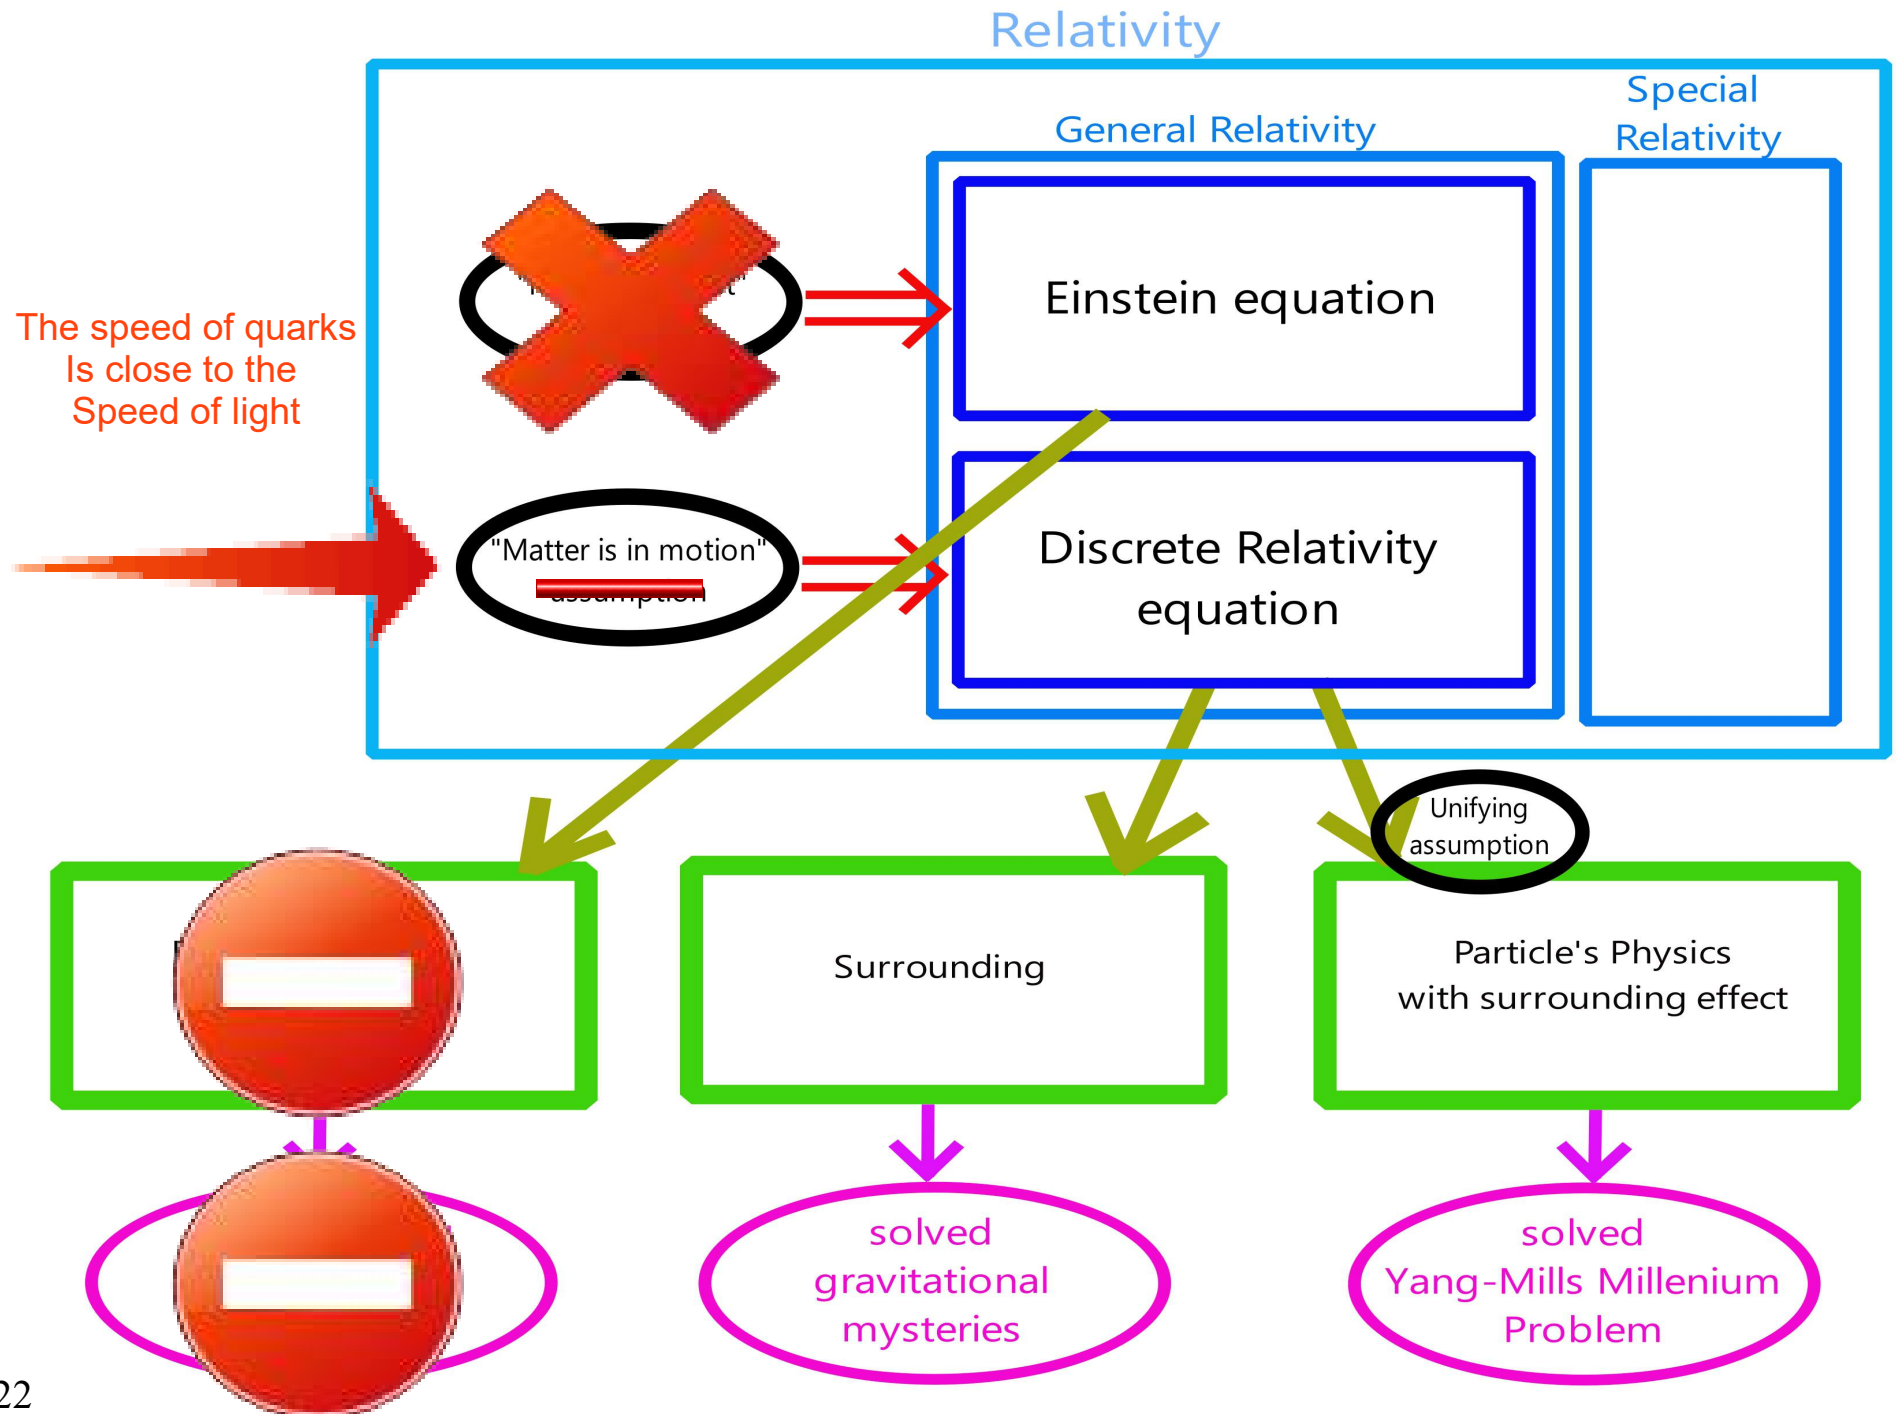 Relativity
Special
Relativity
General Relativity
Einstein equation
The speed of quarks
Is close to the
Speed of light
"Matter is in motion"
assumption
Discrete Relativity
equation
Unifying
assumption
Surrounding
Particle's Physics
with surrounding effect
solved
gravitational
mysteries
solved
Yang-Mills Millenium
Problem
22